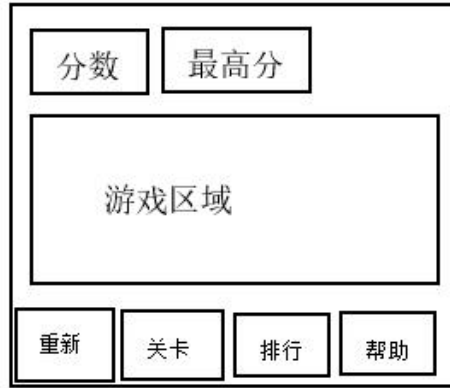 分数 最高分
游戏区域
重新 关卡 排行 帮助